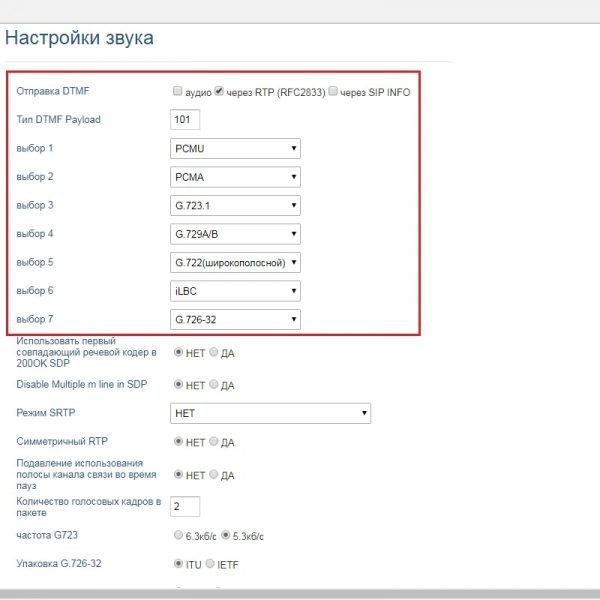 Настройки звука
Отправка DTMF аудио через RTP (RFC2833) через SIP INFO
Тип DTMF Payload 101
выбор 1 PCMU
выбор 2 PCMA
выбор 3 G.723.1
выбор 4 G.729A/B
выбор 5 G.722(широкополосной)
выбор 6 iLBC
выбор 7 G.726-32
Использовать первый
совпадающий речевой кодер в
200OK SDP
НЕТ ДА
Disable Multiple m line in SDP НЕТ ДА
Режим SRTP НЕТ
Симметричный RTP НЕТ ДА
Подавление использования
полосы канала связи во время
пауз
НЕТ ДА
Количество голосовых кадров в
пакете
2
частота G723 6.3кб/с 5.3кб/с
Упаковка G.726-32 ITU IETF